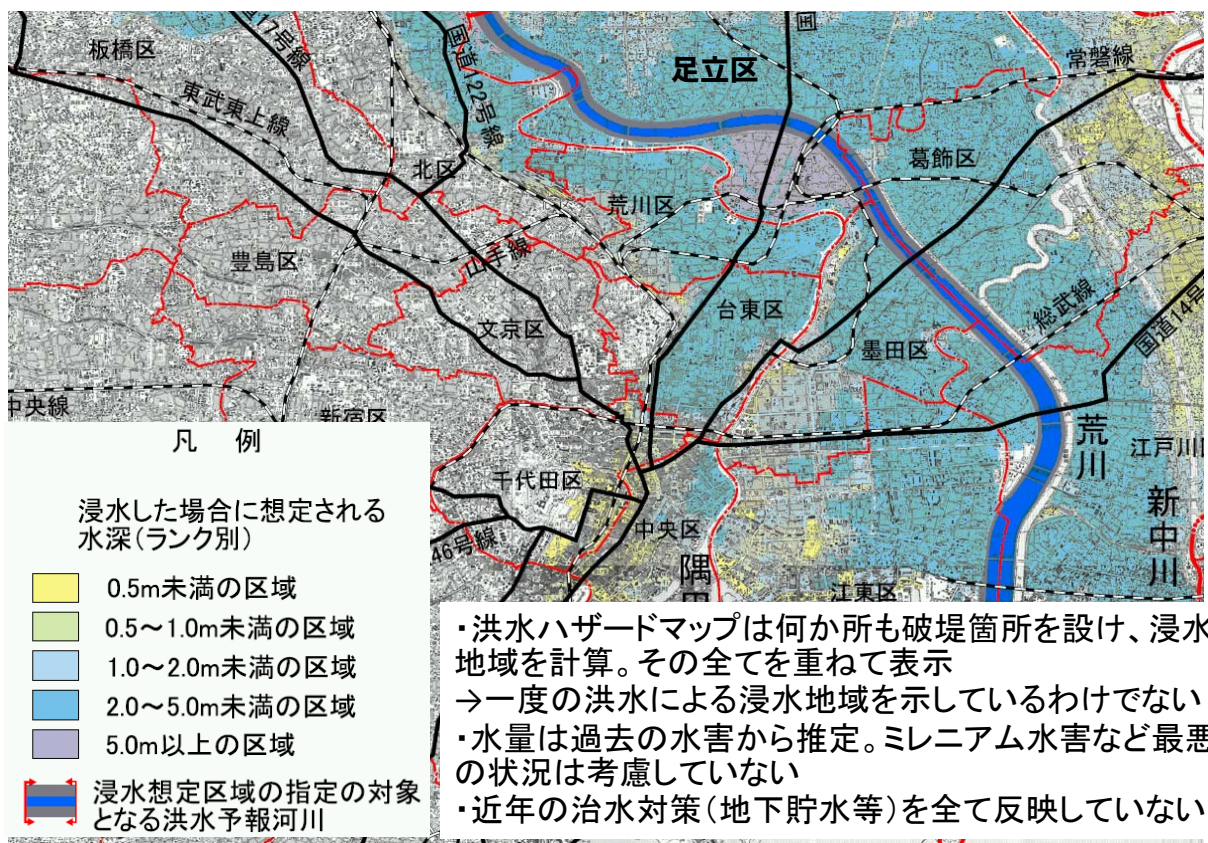 板橋区
国道122号線
足立区
常磐線
東武東上線
北区
荒川区
葛飾区
豊島区
山手線
文京区
台東区
墨田区
総武線
国道14号
中央線
新宿区
千代田区
中央区
荒川
江戸川
新中川
隅
江東区
46号線
凡 例
浸水した場合に想定される
水深(ランク別)
0.5m未満の区域
0.5～1.0m未満の区域
1.0～2.0m未満の区域
2.0～5.0m未満の区域
5.0m以上の区域
浸水想定区域の指定の対象
となる洪水予報河川
・洪水ハザードマップは何か所も破堤箇所を設け、浸水
地域を計算。その全てを重ねて表示
→一度の洪水による浸水地域を示しているわけでない
・水量は過去の水害から推定。ミレニアム水害など最悪
の状況は考慮していない
・近年の治水対策(地下貯水等)を全て反映していない